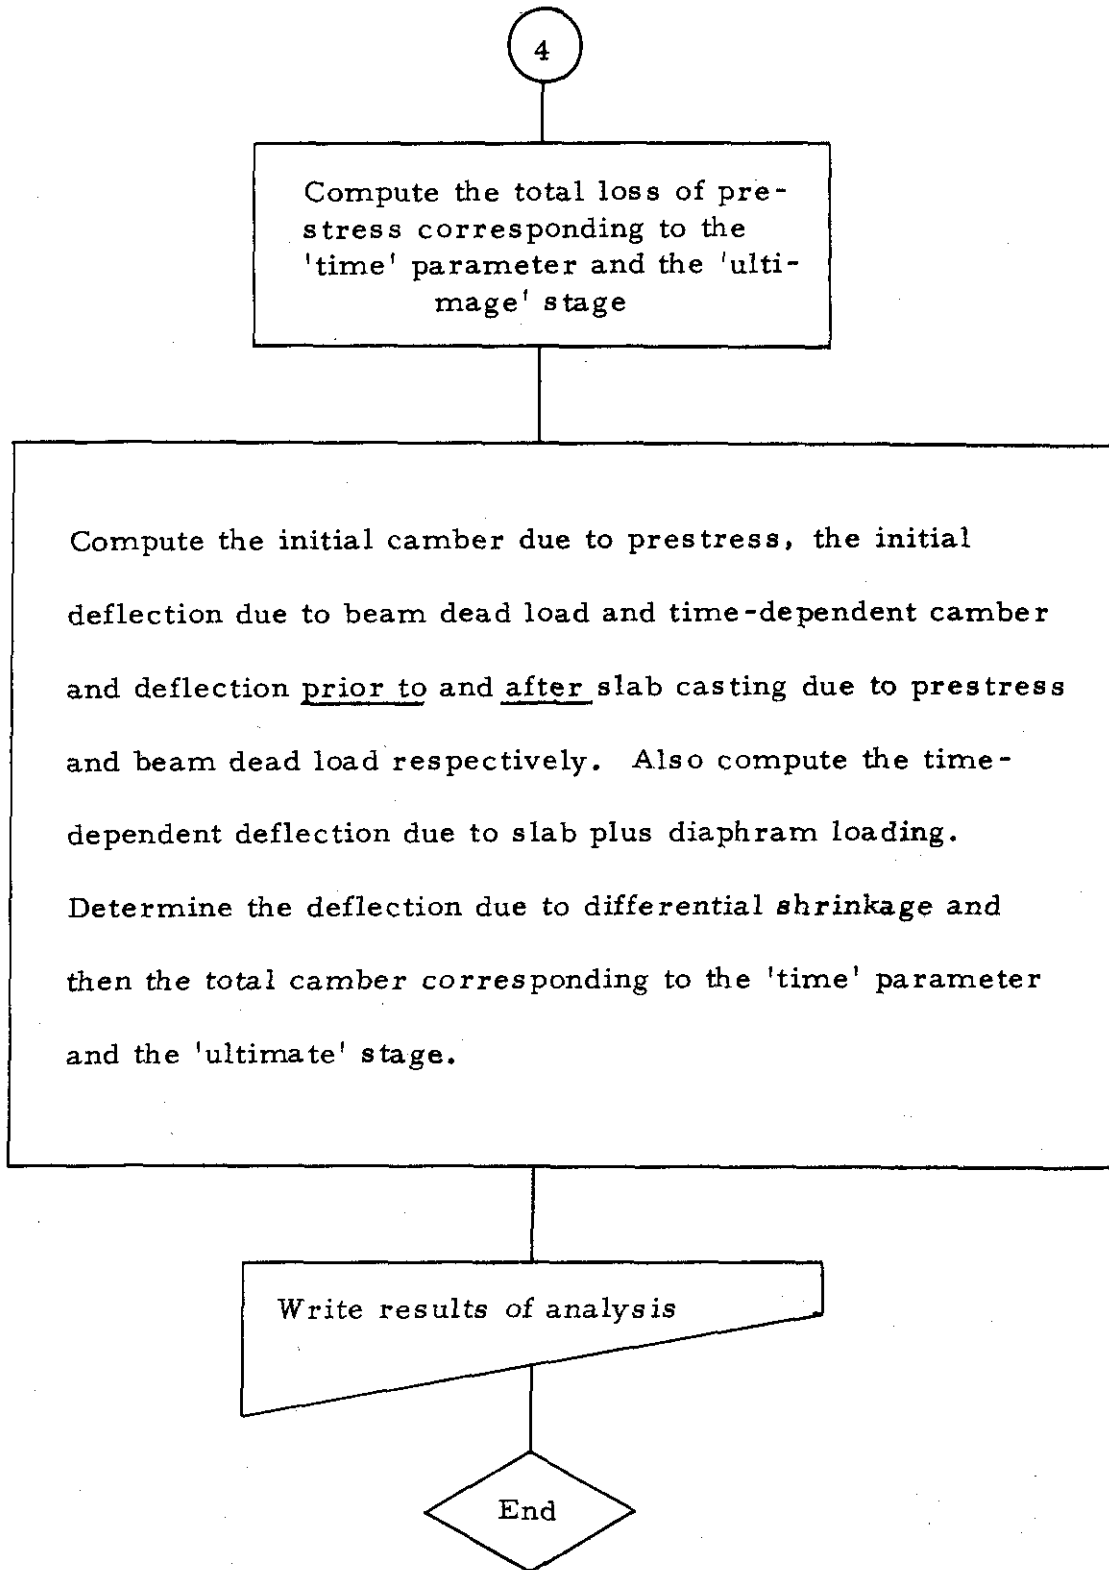 4
Compute the total loss of pre-
stress corresponding to the
'time' parameter and the 'ulti-
mage' stage
Compute the initial camber due to prestress, the initial
deflection due to beam dead load and time-dependent camber
and deflection prior to and after slab casting due to prestress
and beam dead load respectively. Also compute the time-
dependent deflection due to slab plus diaphram loading.
Determine the deflection due to differential shrinkage and
then the total camber corresponding to the 'time' parameter
and the 'ultimate' stage.
Write results of analysis
End